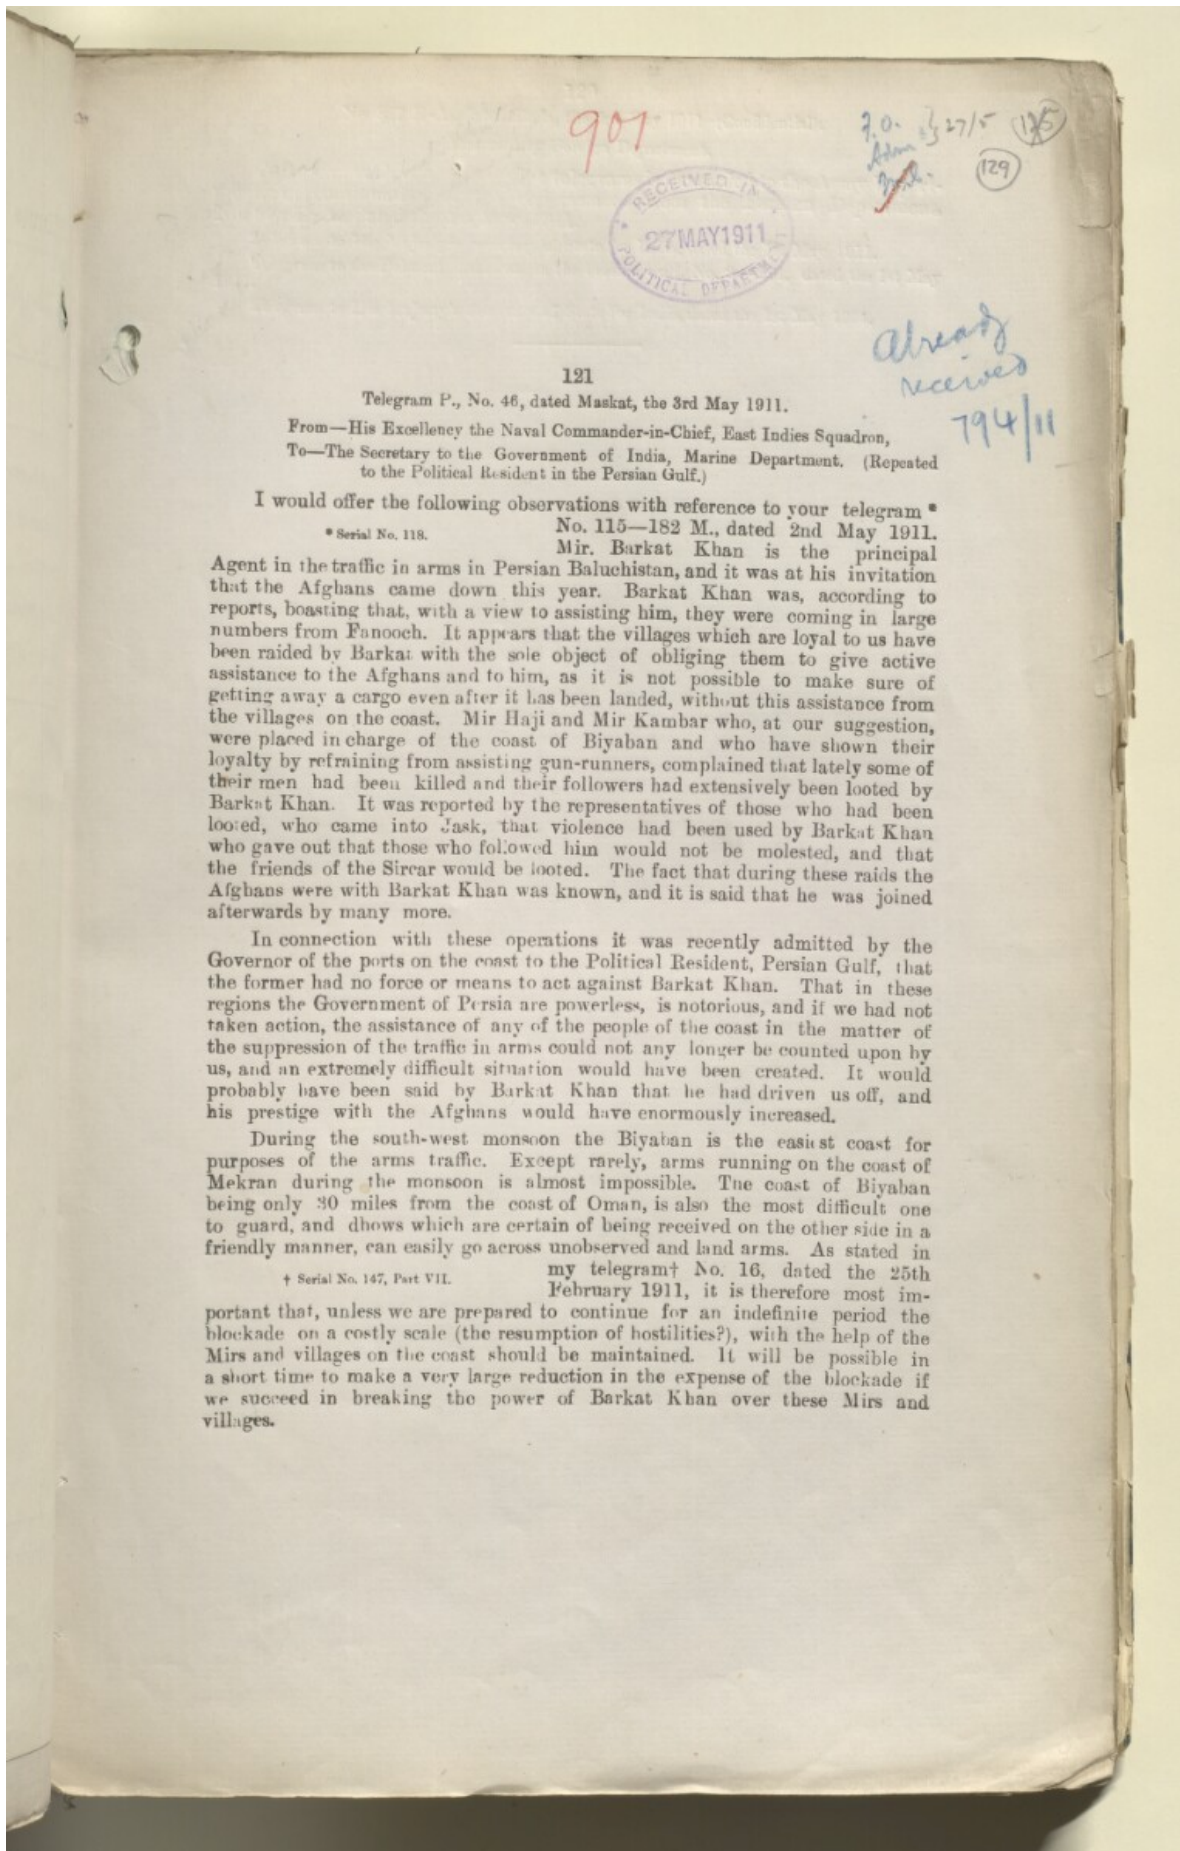 901
F.O. } 27/5
125
Adm
129
RECEIVED IN
27MAY1911
POLITICAL DEPARTME
Already
received
794/11
121
Telegram P., No. 46, dated Maskat, the 3rd May 1911.
From—His Excellency the Naval Commander-in-Chief, East Indies Squadron,
To—The Secretary to the Government of India, Marine Department. (Repeated
to the Political Resident in the Persian Gulf.)
I would offer the following observations with reference to your telegram *
* Serial No. 118.
No. 115—182 M., dated 2nd May 1911.
Mir. Barkat Khan is the principal
Agent in the traffic in arms in Persian Baluchistan, and it was at his invitation
that the Afghans came down this year. Barkat Khan was, according to
reports, boasting that, with a view to assisting him, they were coming in large
numbers from Fanooch. It appears that the villages which are loyal to us have
been raided by Barkat with the sole object of obliging them to give active
assistance to the Afghans and to him, as it is not possible to make sure of
getting away a cargo even after it has been landed, without this assistance from
the villages on the coast. Mir Haji and Mir Kambar who, at our suggestion,
were placed in charge of the coast of Biyaban and who have shown their
loyalty by refraining from assisting gun-runners, complained that lately some of
their men had been killed and their followers had extensively been looted by
Barkat Khan. It was reported by the representatives of those who had been
looted, who came into Jask, that violence had been used by Barkat Khan
who gave out that those who followed him would not be molested, and that
the friends of the Sircar would be looted. The fact that during these raids the
Afghans were with Barkat Khan was known, and it is said that he was joined
afterwards by many more.
In connection with these operations it was recently admitted by the
Governor of the ports on the coast to the Political Resident, Persian Gulf, that
the former had no force or means to act against Barkat Khan. That in these
regions the Government of Persia are powerless, is notorious, and if we had not
taken action, the assistance of any of the people of the coast in the matter of
the suppression of the traffic in arms could not any longer be counted upon by
us, and an extremely difficult situation would have been created. It would
probably have been said by Barkat Khan that he had driven us off, and
his prestige with the Afghans would have enormously increased.
During the south-west monsoon the Biyaban is the easiest coast for
purposes of the arms traffic. Except rarely, arms running on the coast of
Mekran during the monsoon is almost impossible. The coast of Biyaban
being only 30 miles from the coast of Oman, is also the most difficult one
to guard, and dhows which are certain of being received on the other side in a
friendly manner, can easily go across unobserved and land arms. As stated in
† Serial No. 147, Part VII.
my telegram† No. 16, dated the 25th
February 1911, it is therefore most im-
portant that, unless we are prepared to continue for an indefinite period the
blockade on a costly scale (the resumption of hostilities?), with the help of the
Mirs and villages on the coast should be maintained. It will be possible in
a short time to make a very large reduction in the expense of the blockade if
we succeed in breaking the power of Barkat Khan over these Mirs and
villages.